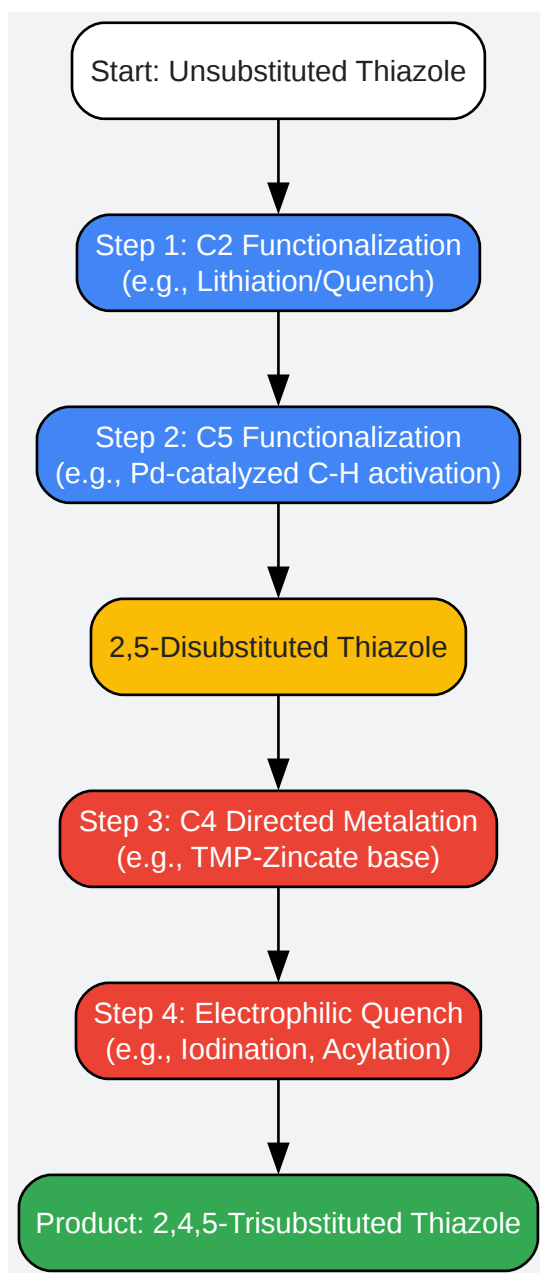 Start: Unsubstituted Thiazole
Step 1: C2 Functionalization
(e.g., Lithiation/Quench)
Step 2: C5 Functionalization
(e.g., Pd-catalyzed C-H activation)
2,5-Disubstituted Thiazole
Step 3: C4 Directed Metalation
(e.g., TMP-Zincate base)
Step 4: Electrophilic Quench
(e.g., Iodination, Acylation)
Product: 2,4,5-Trisubstituted Thiazole